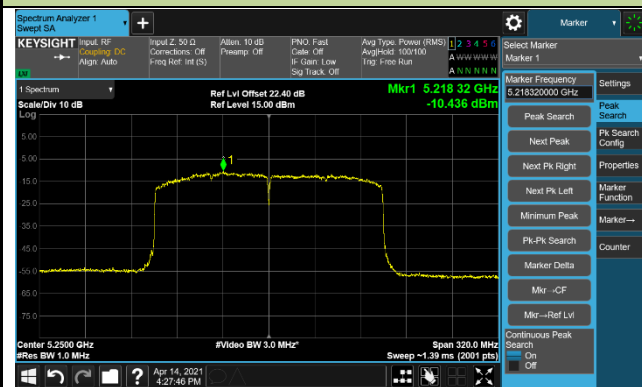 Spectrum Analyzer 1
Swept SA
Marker
KEYSIGHT
Input: RF
Coupling: DC
Align: Auto
Input Z: 50 Ω
Corrections: Off
Freq Ref: Int (S)
Atten: 10 dB
Preamp: Off
PNO: Fast
Gate: Off
IF Gain: Low
Sig Track: Off
Avg Type: Power (RMS)
Avg|Hold: 100/100
Trig: Free Run
1 2 3 4 5 6
A W W W W W
A N N N N N
LXI
Select Marker
Marker 1
1 Spectrum
Scale/Div 10 dB
Log
Ref Lvl Offset 22.40 dB
Ref Level 15.00 dBm
Mkr1 5.218 32 GHz
-10.436 dBm
5.00
5.00
15.0
25.0
35.0
45.0
-55.0
65.0
75.0
1
Center 5.2500 GHz
#Res BW 1.0 MHz
#Video BW 3.0 MHz*
Span 320.0 MHz
Sweep ~1.39 ms (2001 pts)
Marker Frequency
5.218320000 GHz
Peak Search
Next Peak
Next Pk Right
Next Pk Left
Minimum Peak
Pk-Pk Search
Marker Delta
Mkr→CF
Mkr→Ref Lvl
Continuous Peak
Search
On
Off
Settings
Peak
Search
Pk Search
Config
Properties
Marker
Function
Marker→
Counter
Apr 14, 2021
4:27:46 PM